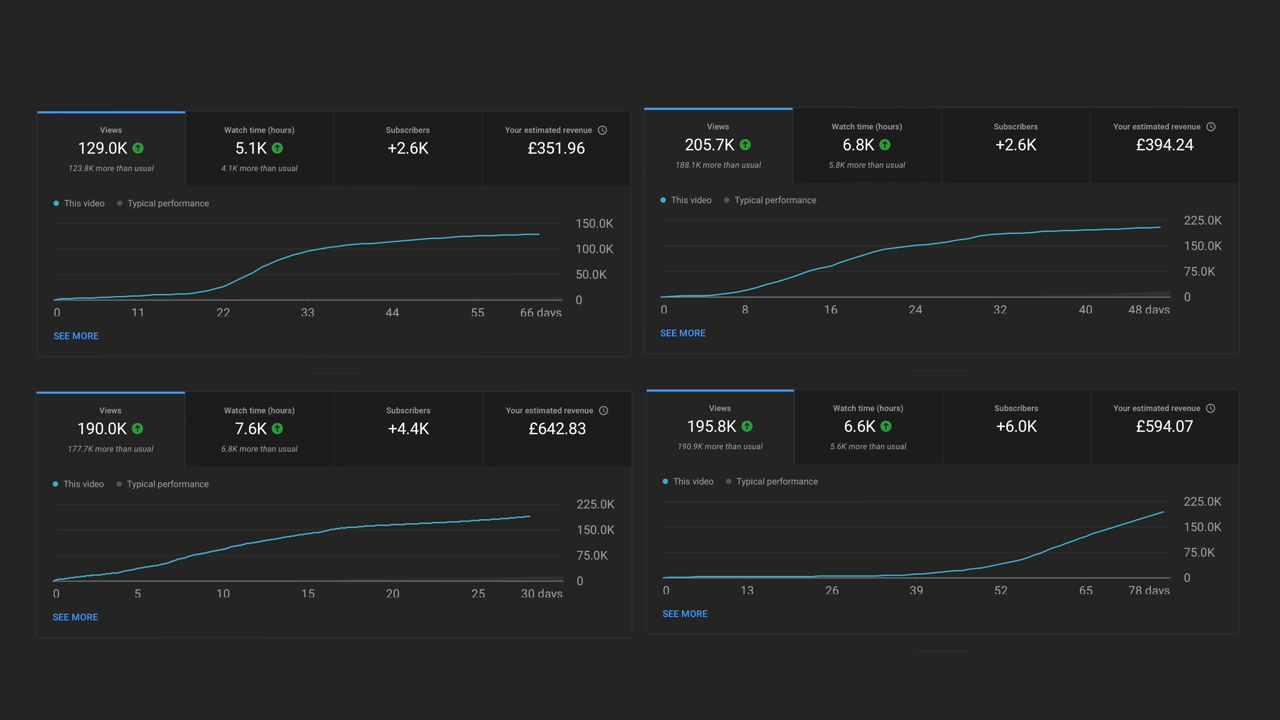 Views
129.0K
123.8K more than usual
Watch time (hours)
5.1K
4.1K more than usual
Subscribers
+2.6K
Your estimated revenue
£351.96
This video
Typical performance
150.0K
100.0K
50.0K
0
0 11 22 33 44 55 66 days
SEE MORE
Views
205.7K
188.1K more than usual
Watch time (hours)
6.8K
5.8K more than usual
Subscribers
+2.6K
Your estimated revenue
£394.24
This video
Typical performance
225.0K
150.0K
75.0K
0
0 8 16 24 32 40 48 days
SEE MORE
Views
190.0K
177.7K more than usual
Watch time (hours)
7.6K
6.8K more than usual
Subscribers
+4.4K
Your estimated revenue
£642.83
This video
Typical performance
225.0K
150.0K
75.0K
0
0 5 10 15 20 25 30 days
SEE MORE
Views
195.8K
190.9K more than usual
Watch time (hours)
6.6K
5.6K more than usual
Subscribers
+6.0K
Your estimated revenue
£594.07
This video
Typical performance
225.0K
150.0K
75.0K
0
0 13 26 39 52 65 78 days
SEE MORE